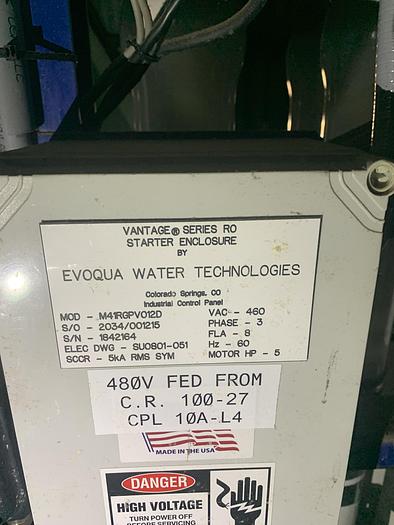 VANTAGE® SERIES RO
STARTER ENCLOSURE
BY
EVOQUA WATER TECHNOLOGIES
Colorado Springs, CO
Industrial Control Panel
MOD - M41RGPV012D
S/O - 2034/001215
S/N - 1842164
ELEC DWG - SU0801-051
SCCR - 5kA RMS SYM
VAC - 460
PHASE - 3
FLA - 8
Hz - 60
MOTOR HP - 5
480V FED FROM
C.R. 100-27
CPL 10A-L4
MADE IN THE USA
DANGER
HIGH VOLTAGE
TURN POWER OFF
BEFORE SERVICING